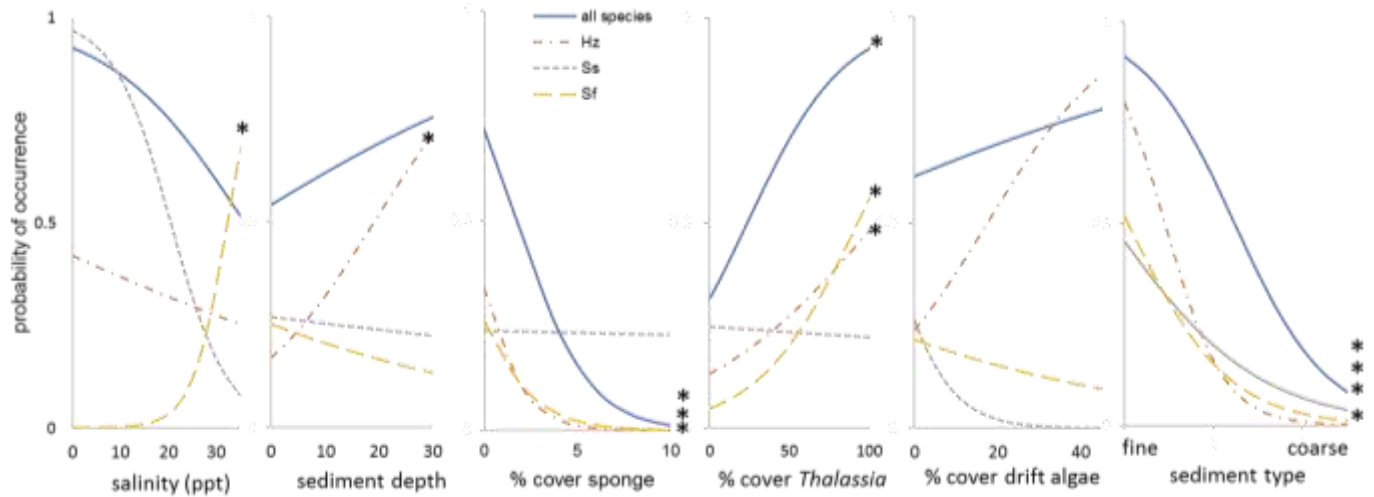 probability of occurrence
1
0.5
0
all species
Hz
Ss
Sf
*
*
*
*
*
*
*
*
*
*
*
*
0 10 20 30
salinity (ppt)
0 10 20 30
sediment depth
0 5 10
% cover sponge
0 50 100
% cover Thalassia
0 20 40
% cover drift algae
fine coarse
sediment type